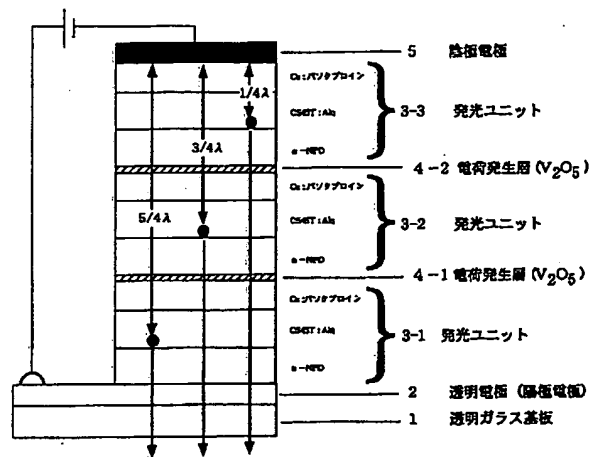 5 陰極電極
Cs:バソクプロイン
1/4λ
C545T:Alq
3-3 発光ユニット
3/4λ
α-NPD
4-2 電荷発生層(V₂O₅)
Cs:バソクプロイン
5/4λ
C545T:Alq
3-2 発光ユニット
α-NPD
4-1 電荷発生層(V₂O₅)
Cs:バソクプロイン
C545T:Alq
3-1 発光ユニット
α-NPD
2 透明電極(陽極電極)
1 透明ガラス基板